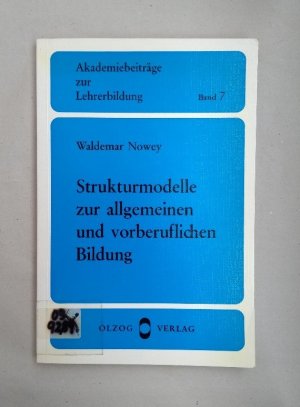 Akademiebeiträge
zur
Lehrerbildung Band 7
Waldemar Nowey
Strukturmodelle
zur allgemeinen
und vorberuflichen
Bildung
OLZOG VERLAG